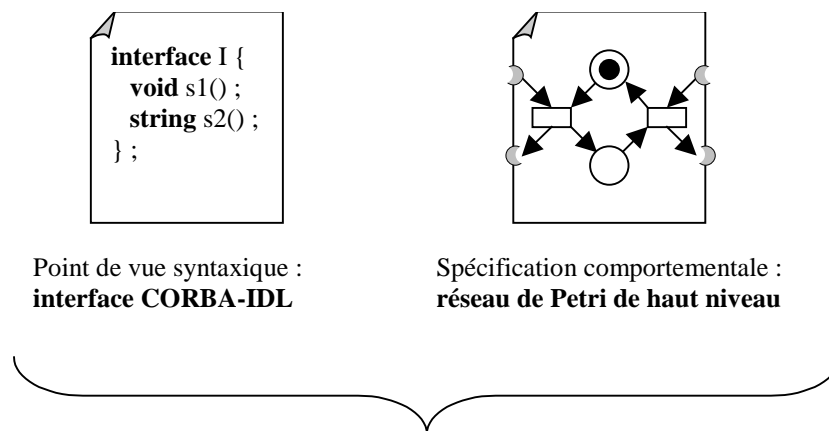 interface I {
void s1() ;
string s2() ;
} ;
Point de vue syntaxique :
interface CORBA-IDL
Spécification comportementale :
réseau de Petri de haut niveau